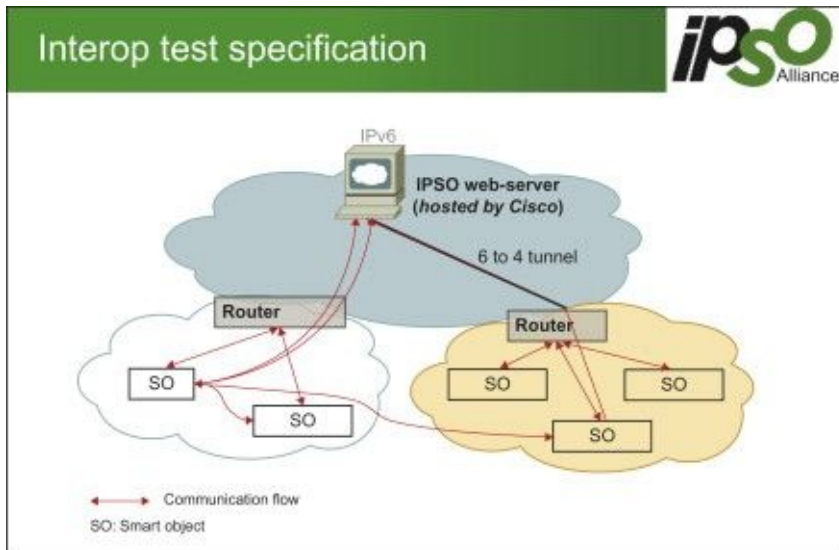 Interop test specification
ipso
Alliance
IPv6
IPSO web-server
(hosted by Cisco)
6 to 4 tunnel
Router
Router
SO
SO
SO
SO
SO
Communication flow
SO: Smart object